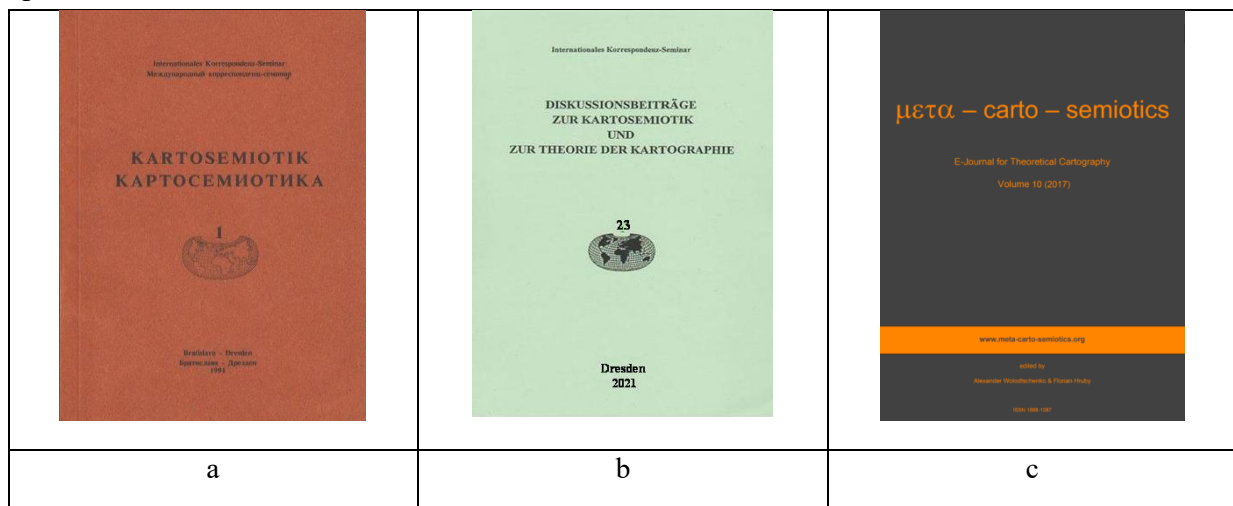 Internationales Korrespondenz-Seminar
Международный корреспонденц-семинар
KARTOSEMIOTIK
КАРТОСЕМИОТИКА
1
Bratislava – Dresden
Братислава – Дрезден
1991
a
Internationales Korrespondenz-Seminar
DISKUSSIONSBEITRÄGE
ZUR KARTOSEMIOTIK
UND
ZUR THEORIE DER KARTOGRAPHIE
23
Dresden
2021
b
μετα – carto – semiotics
E-Journal for Theoretical Cartography
Volume 10 (2017)
www.meta-carto-semiotics.org
edited by
Alexander Wolodtschenko & Florian Hruby
ISSN
c